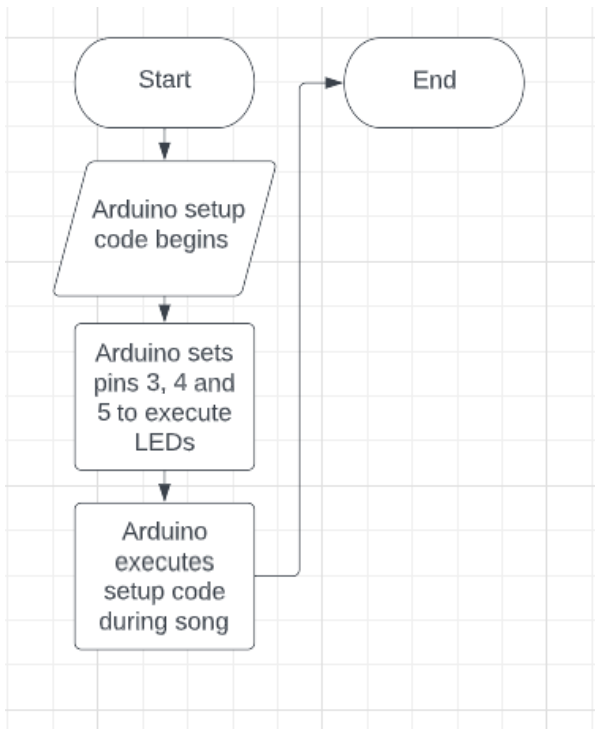 Start
Arduino setup
code begins
Arduino sets
pins 3, 4 and
5 to execute
LEDs
Arduino
executes
setup code
during song
End